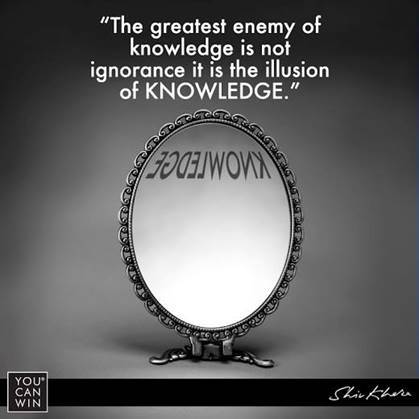 “The greatest enemy of
knowledge is not
ignorance it is the illusion
of KNOWLEDGE.”
KNOWLEDGE
YOU®
CAN
WIN
Shiv Khera